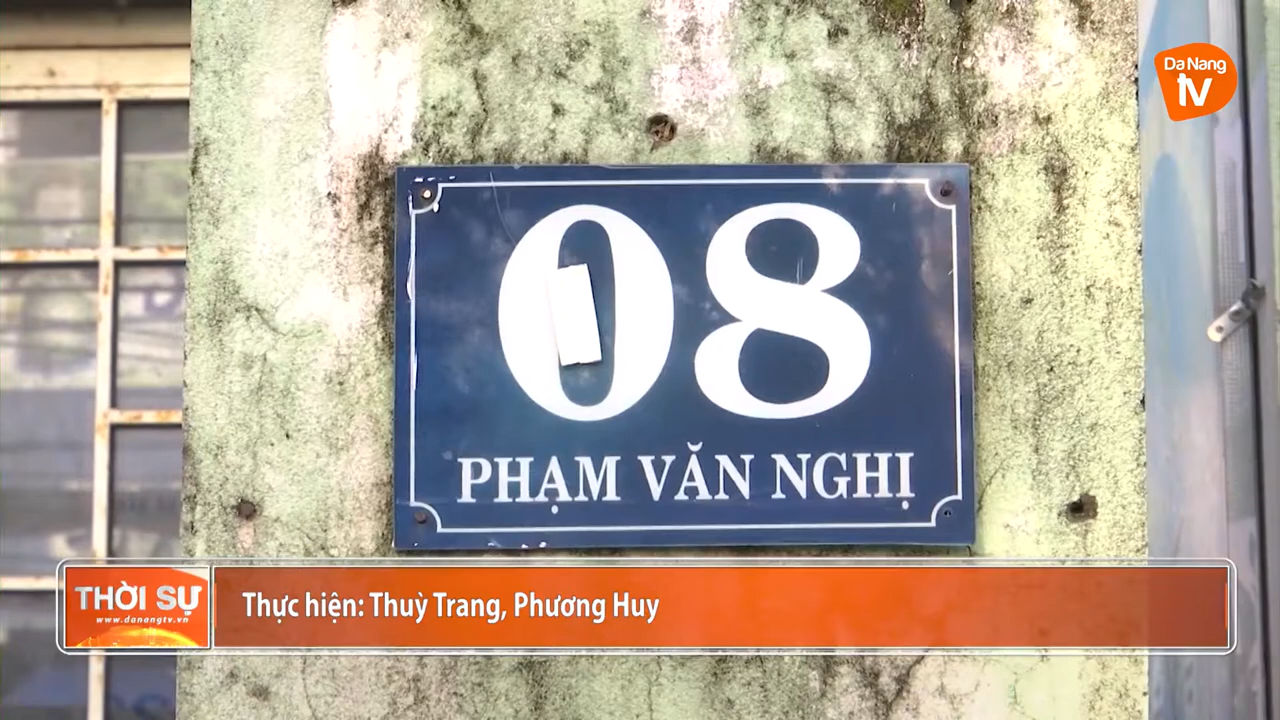 Da Nang
tv
08
PHẠM VĂN NGHỊ
THỜI SỰ
www.danangtv.vn
Thực hiện: Thuỳ Trang, Phương Huy